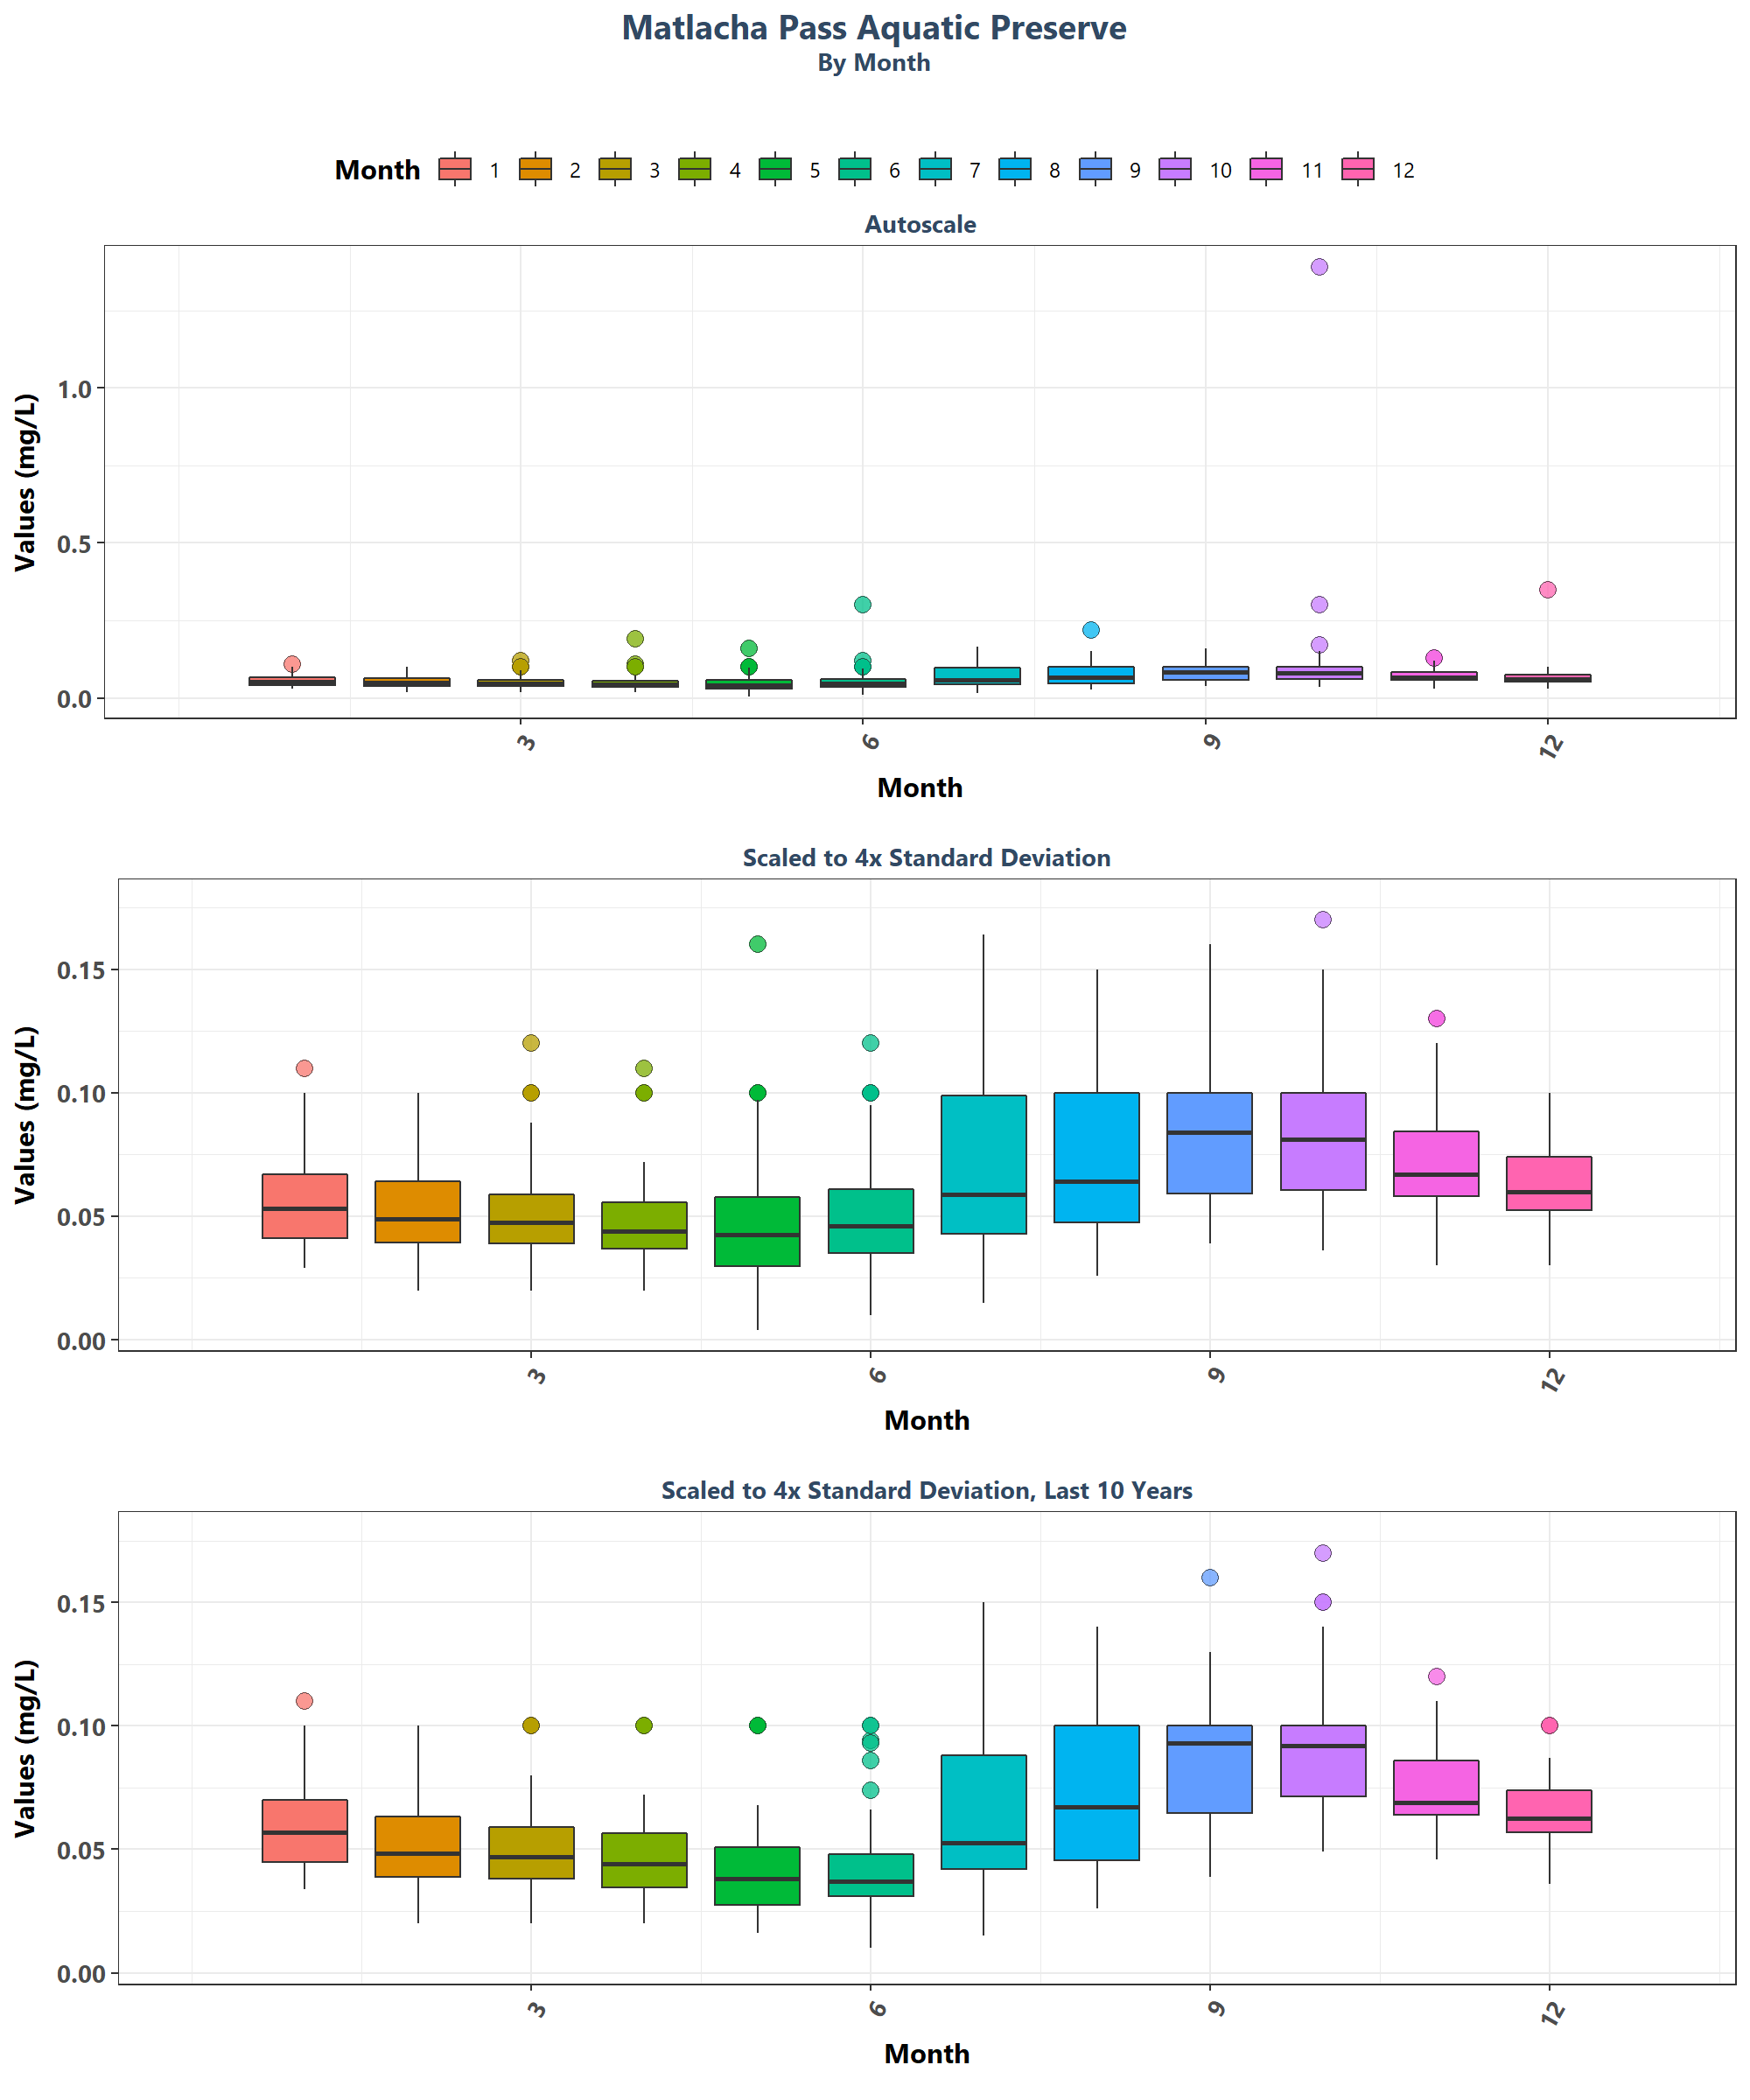 Matlacha Pass Aquatic Preserve
By Month
Month 1 2 3 4 5 6 7 8 9 10 11 12
Autoscale
Values (mg/L)
1.0
0.5
0.0
3 6 9 12
Month
Scaled to 4x Standard Deviation
Values (mg/L)
0.15
0.10
0.05
0.00
3 6 9 12
Month
Scaled to 4x Standard Deviation, Last 10 Years
Values (mg/L)
0.15
0.10
0.05
0.00
3 6 9 12
Month